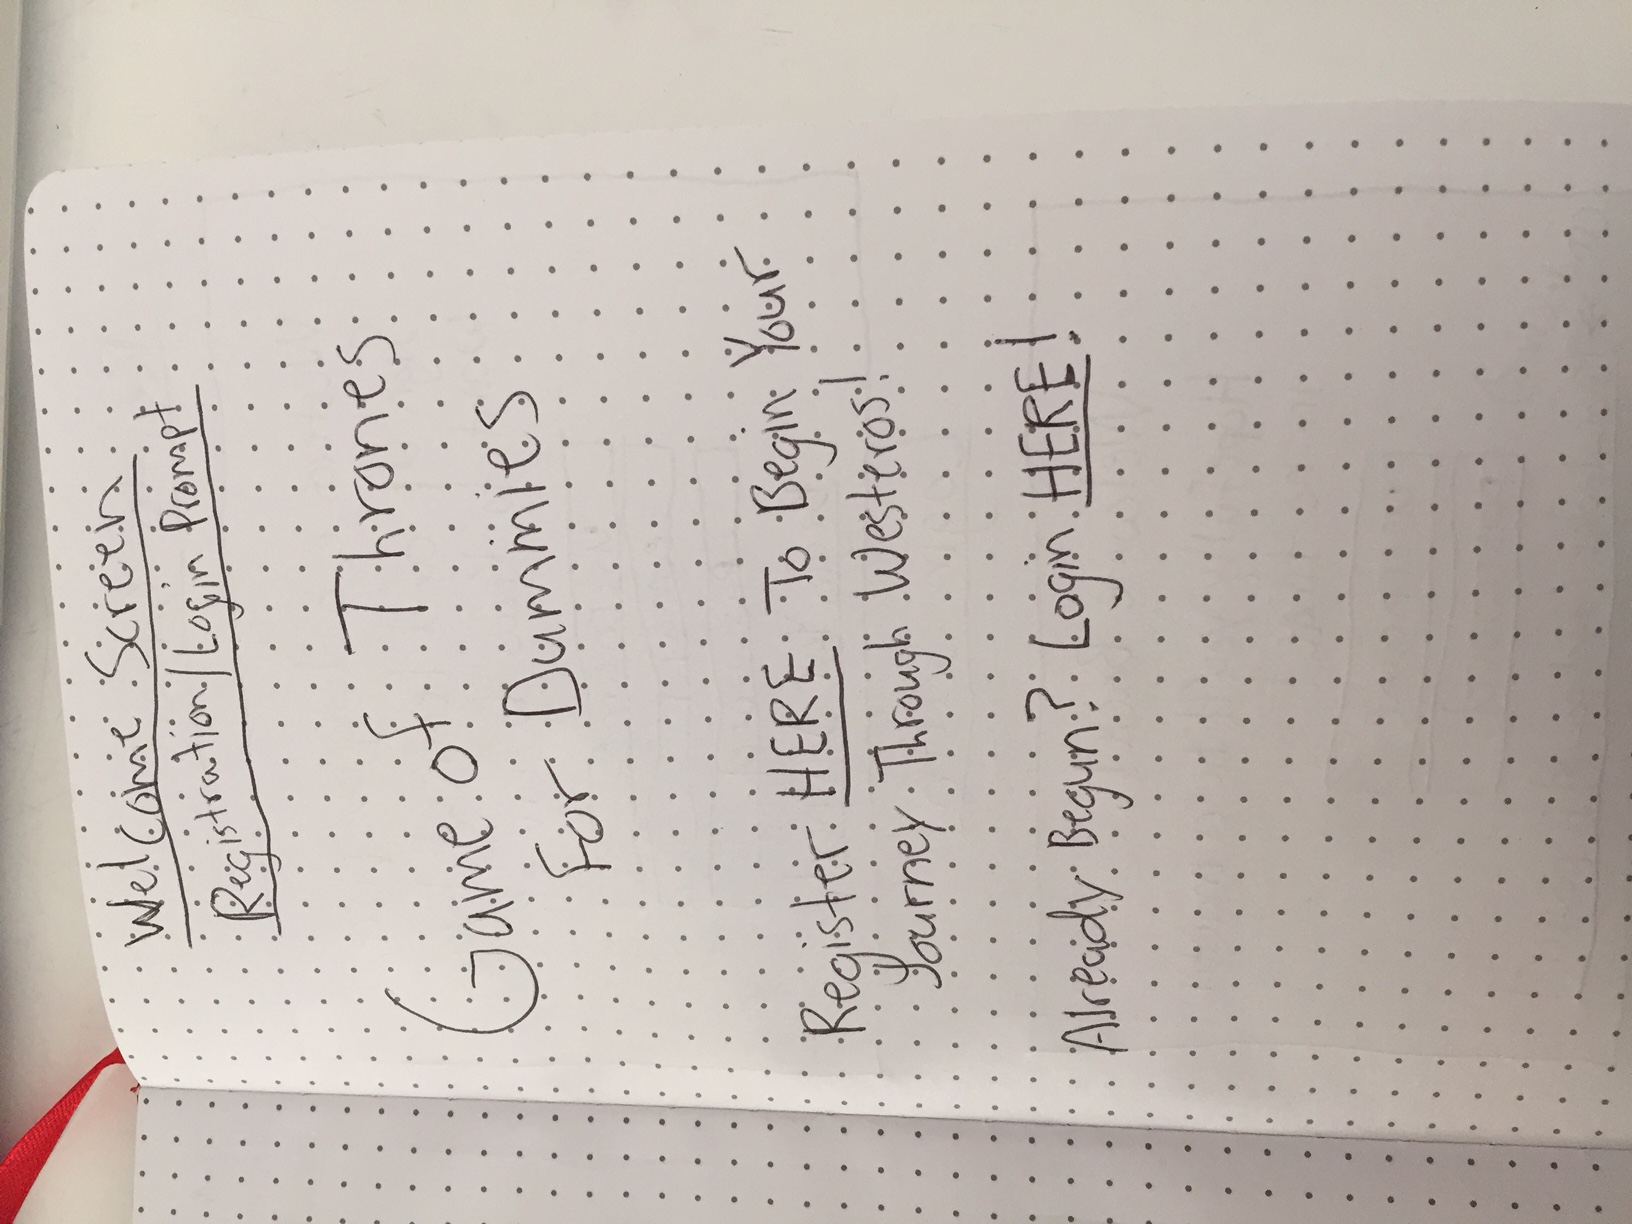 Welcome Screen
Registration/Login Prompt
Game of Thrones
For Dummies
Register HERE To Begin Your
Journey Through Westeros!
Already Begun? Login HERE!